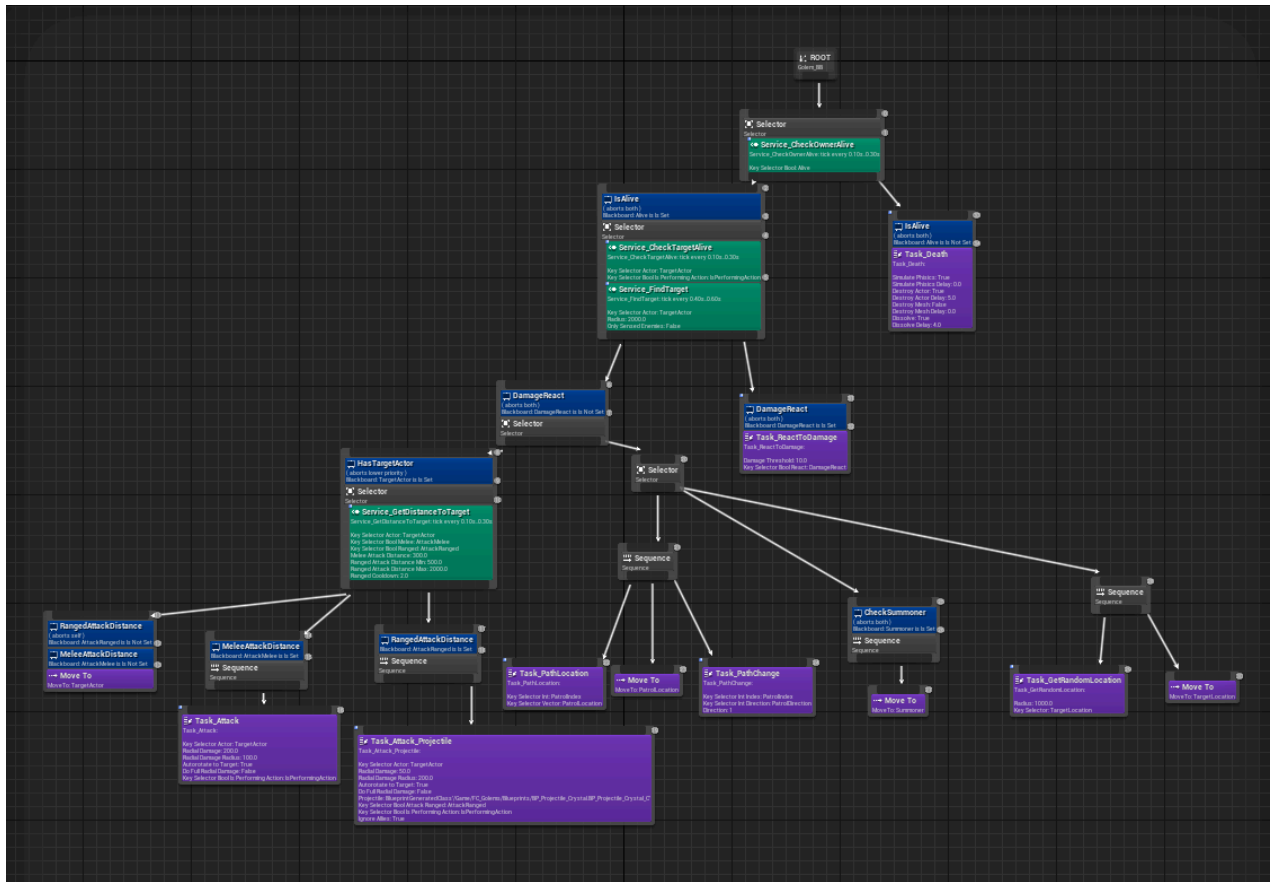 ROOT
Golem_BB
Selector
Selector
Service_CheckOwnerAlive
Service_CheckOwnerAlive: tick every 0.10s..0.30s
Key Selector Bool Alive
IsAlive
( aborts both )
Blackboard: Alive is Is Set
Selector
Selector
Service_CheckTargetAlive
Service_CheckTargetAlive: tick every 0.10s..0.30s
Key Selector Actor: TargetActor
Key Selector Bool Is Performing Action: IsPerformingAction
Service_FindTarget
Service_FindTarget: tick every 0.40s..0.60s
Key Selector Actor: TargetActor
Radius: 2000.0
Only Sensed Enemies: False
IsAlive
( aborts both )
Blackboard: Alive is Is Not Set
Task_Death
Task_Death:
Simulate Phisics: True
Simulate Phisics Delay: 0.0
Destroy Actor: True
Destroy Actor Delay: 5.0
Destroy Mesh: False
Destroy Mesh Delay: 0.0
Dissolve: True
Dissolve Delay: 4.0
DamageReact
( aborts both )
Blackboard: DamageReact is Is Not Set
Selector
Selector
DamageReact
( aborts both )
Blackboard: DamageReact is Is Set
Task_ReactToDamage
Task_ReactToDamage:
Damage Threshold: 10.0
Key Selector Bool React: DamageReact
HasTargetActor
( aborts lower priority )
Blackboard: TargetActor is Is Set
Selector
Selector
Service_GetDistanceToTarget
Service_GetDistanceToTarget: tick every 0.10s..0.30s
Key Selector Actor: TargetActor
Key Selector Bool Melee: AttackMelee
Key Selector Bool Ranged: AttackRanged
Melee Attack Distance: 300.0
Ranged Attack Distance Min: 500.0
Ranged Attack Distance Max: 2000.0
Ranged Cooldown: 2.0
Selector
Selector
RangedAttackDistance
( aborts self )
Blackboard: AttackRanged is Is Not Set
MeleeAttackDistance
Blackboard: AttackMelee is Is Not Set
Move To
MoveTo: TargetActor
MeleeAttackDistance
Blackboard: AttackMelee is Is Set
Sequence
Sequence
Task_Attack
Task_Attack:
Key Selector Actor: TargetActor
Radial Damage: 200.0
Radial Damage Radius: 100.0
Autorotate to Target: True
Do Full Radial Damage: False
Key Selector Bool Is Performing Action: IsPerformingAction
RangedAttackDistance
Blackboard: AttackRanged is Is Set
Sequence
Sequence
Task_Attack_Projectile
Task_Attack_Projectile:
Key Selector Actor: TargetActor
Radial Damage: 50.0
Radial Damage Radius: 200.0
Autorotate to Target: True
Do Full Radial Damage: False
Projectile: BlueprintGeneratedClass'/Game/FC_Golems/Blueprints/BP_Projectile_Crystal.BP_Projectile_Crystal_C'
Key Selector Bool Attack Ranged: AttackRanged
Key Selector Bool Is Performing Action: IsPerformingAction
Ignore Allies: True
Sequence
Sequence
Task_PathLocation
Task_PathLocation:
Key Selector Int: PatrolIndex
Key Selector Vector: PatrolLocation
Move To
MoveTo: PatrolLocation
Task_PathChange
Task_PathChange:
Key Selector Int Index: PatrolIndex
Key Selector Int Direction: PatrolDirection
Direction: 1
CheckSummoner
( aborts both )
Blackboard: Summoner is Is Set
Sequence
Sequence
Move To
MoveTo: Summoner
Sequence
Sequence
Task_GetRandomLocation
Task_GetRandomLocation:
Radius: 1000.0
Key Selector: TargetLocation
Move To
MoveTo: TargetLocation